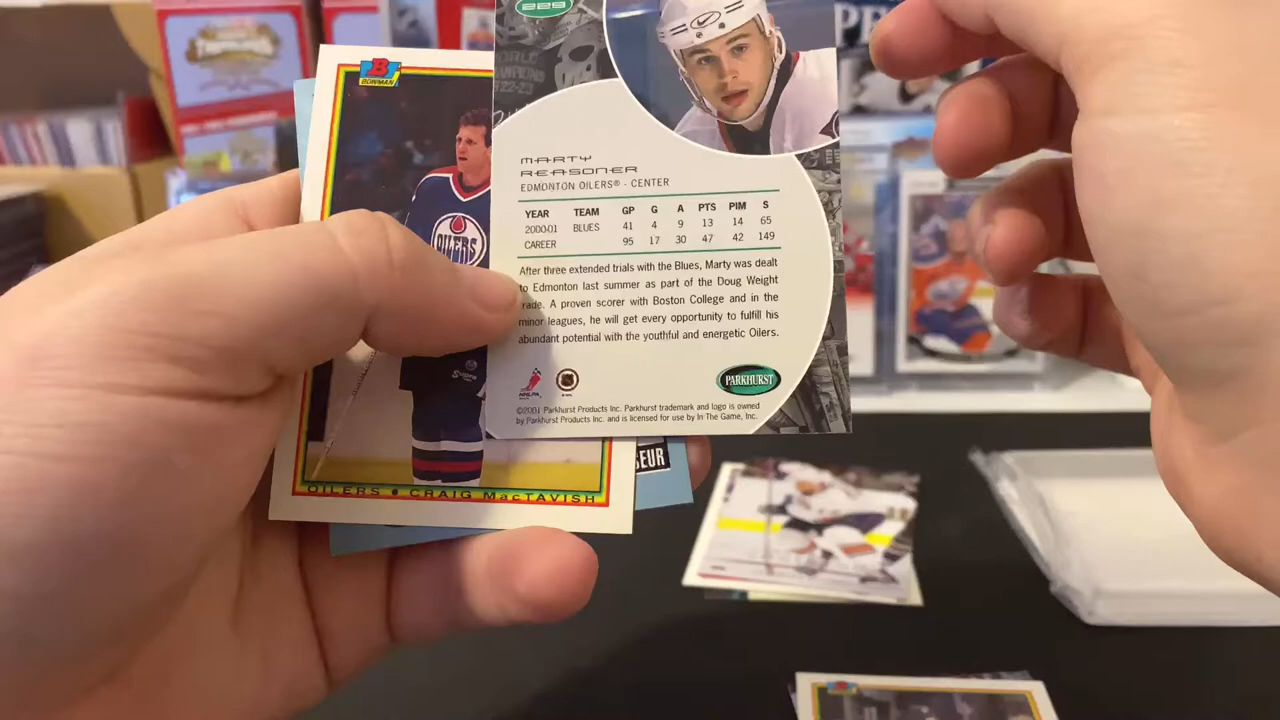 229
BOWMAN
MARTY
REASONER
EDMONTON OILERS® - CENTER
YEAR TEAM GP G A PTS PIM S
2000-01 BLUES 41 4 9 13 14 65
CAREER 95 17 30 47 42 149
After three extended trials with the Blues, Marty was dealt
to Edmonton last summer as part of the Doug Weight
rade. A proven scorer with Boston College and in the
minor leagues, he will get every opportunity to fulfill his
abundant potential with the youthful and energetic Oilers.
PARKHURST
NHLPA
©2001 Parkhurst Products Inc. Parkhurst trademark and logo is owned
by Parkhurst Products Inc. and is licensed for use by In The Game, Inc.
OILERS
OILERS • CRAIG MacTAVISH
SEUR